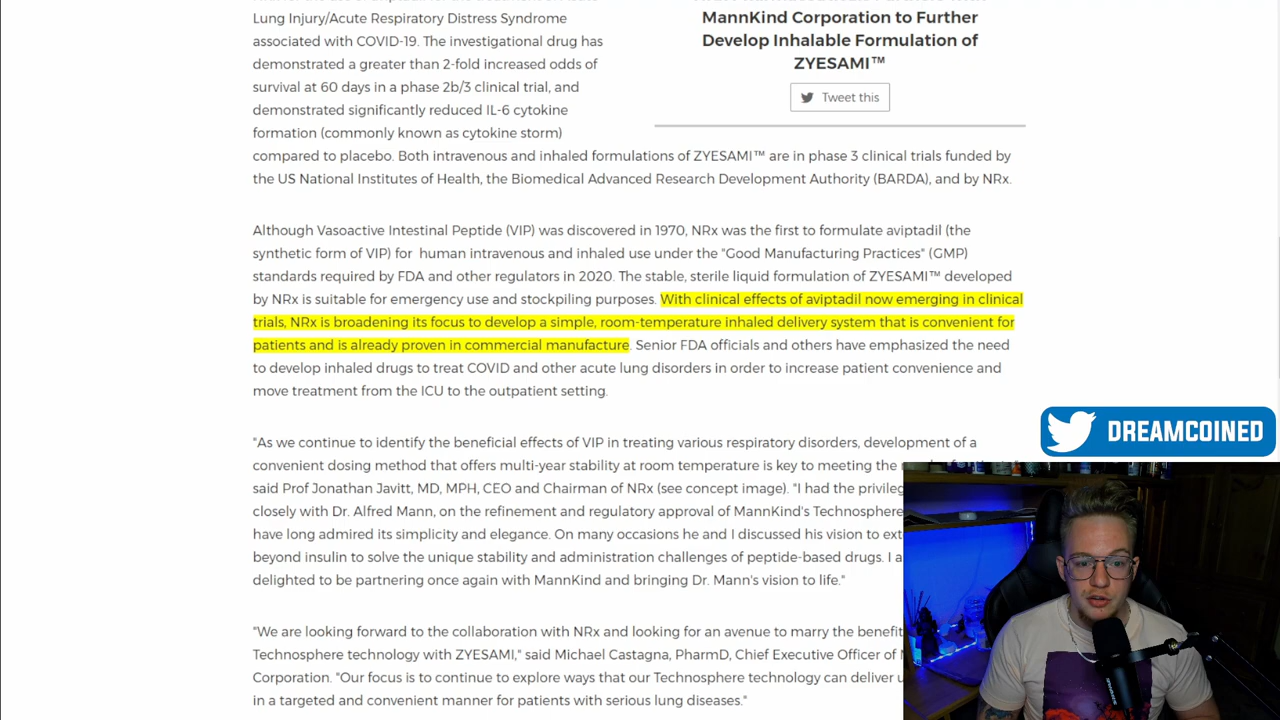 Lung Injury/Acute Respiratory Distress Syndrome
associated with COVID-19. The investigational drug has
demonstrated a greater than 2-fold increased odds of
survival at 60 days in a phase 2b/3 clinical trial, and
demonstrated significantly reduced IL-6 cytokine
formation (commonly known as cytokine storm)
MannKind Corporation to Further
Develop Inhalable Formulation of
ZYESAMI™
Tweet this
compared to placebo. Both intravenous and inhaled formulations of ZYESAMI™ are in phase 3 clinical trials funded by
the US National Institutes of Health, the Biomedical Advanced Research Development Authority (BARDA), and by NRx.
Although Vasoactive Intestinal Peptide (VIP) was discovered in 1970, NRx was the first to formulate aviptadil (the
synthetic form of VIP) for human intravenous and inhaled use under the "Good Manufacturing Practices" (GMP)
standards required by FDA and other regulators in 2020. The stable, sterile liquid formulation of ZYESAMI™ developed
by NRx is suitable for emergency use and stockpiling purposes. With clinical effects of aviptadil now emerging in clinical
trials, NRx is broadening its focus to develop a simple, room-temperature inhaled delivery system that is convenient for
patients and is already proven in commercial manufacture. Senior FDA officials and others have emphasized the need
to develop inhaled drugs to treat COVID and other acute lung disorders in order to increase patient convenience and
move treatment from the ICU to the outpatient setting.
"As we continue to identify the beneficial effects of VIP in treating various respiratory disorders, development of a
convenient dosing method that offers multi-year stability at room temperature is key to meeting the
said Prof Jonathan Javitt, MD, MPH, CEO and Chairman of NRx (see concept image). "I had the
closely with Dr. Alfred Mann, on the refinement and regulatory approval of MannKind's Technosphere
have long admired its simplicity and elegance. On many occasions he and I discussed his vision to
beyond insulin to solve the unique stability and administration challenges of peptide-based drugs. I
delighted to be partnering once again with MannKind and bringing Dr. Mann's vision to life."
"We are looking forward to the collaboration with NRx and looking for an avenue to marry the
Technosphere technology with ZYESAMI," said Michael Castagna, PharmD, Chief Executive Officer of
Corporation. "Our focus is to continue to explore ways that our Technosphere technology can deliver
in a targeted and convenient manner for patients with serious lung diseases."
DREAMCOINED